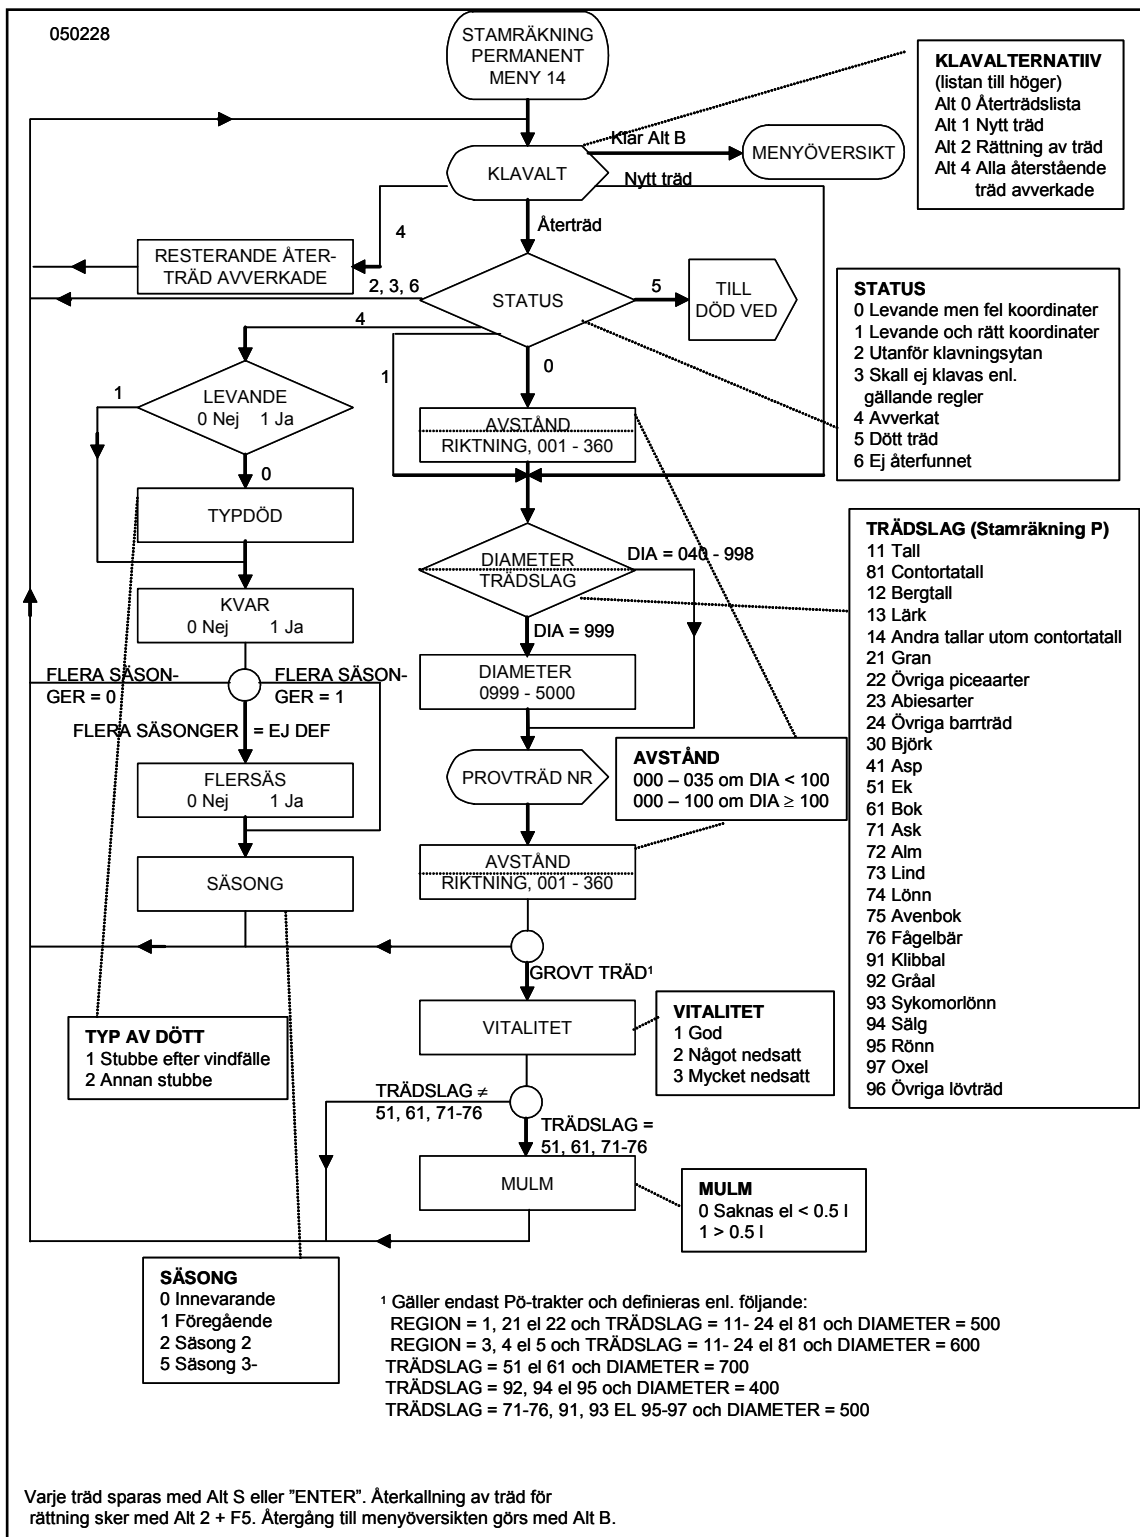 050228
STAMRÄKNING
PERMANENT
MENY 14
KLAVALTERNATIIV
(listan till höger)
Alt 0 Återträdslista
Alt 1 Nytt träd
Alt 2 Rättning av träd
Alt 4 Alla återstående
träd avverkade
Klar Alt B
MENYÖVERSIKT
KLAVALT
Nytt träd
Återträd
4
RESTERANDE ÅTER-
TRÄD AVVERKADE
2, 3, 6
STATUS
5
TILL
DÖD VED
STATUS
0 Levande men fel koordinater
1 Levande och rätt koordinater
2 Utanför klavningsytan
3 Skall ej klavas enl.
gällande regler
4 Avverkat
5 Dött träd
6 Ej återfunnet
4
1
0
1
LEVANDE
0 Nej 1 Ja
0
AVSTÅND
RIKTNING, 001 - 360
TYPDÖD
DIAMETER
TRÄDSLAG
DIA = 040 - 998
DIA = 999
KVAR
0 Nej 1 Ja
DIAMETER
0999 - 5000
FLERA SÄSON-
GER = 0
FLERA SÄSON-
GER = 1
FLERA SÄSONGER = EJ DEF
FLERSÄS
0 Nej 1 Ja
PROVTRÄD NR
AVSTÅND
000 – 035 om DIA < 100
000 – 100 om DIA ≥ 100
SÄSONG
AVSTÅND
RIKTNING, 001 - 360
TRÄDSLAG (Stamräkning P)
11 Tall
81 Contortatall
12 Bergtall
13 Lärk
14 Andra tallar utom contortatall
21 Gran
22 Övriga piceaarter
23 Abiesarter
24 Övriga barrträd
30 Björk
41 Asp
51 Ek
61 Bok
71 Ask
72 Alm
73 Lind
74 Lönn
75 Avenbok
76 Fågelbär
91 Klibbal
92 Gråal
93 Sykomorlönn
94 Sälg
95 Rönn
97 Oxel
96 Övriga lövträd
GROVT TRÄD¹
VITALITET
VITALITET
1 God
2 Något nedsatt
3 Mycket nedsatt
TYP AV DÖTT
1 Stubbe efter vindfälle
2 Annan stubbe
TRÄDSLAG ≠
51, 61, 71-76
TRÄDSLAG =
51, 61, 71-76
MULM
MULM
0 Saknas el < 0.5 l
1 > 0.5 l
SÄSONG
0 Innevarande
1 Föregående
2 Säsong 2
5 Säsong 3-
¹ Gäller endast Pö-trakter och definieras enl. följande:
REGION = 1, 21 el 22 och TRÄDSLAG = 11- 24 el 81 och DIAMETER = 500
REGION = 3, 4 el 5 och TRÄDSLAG = 11- 24 el 81 och DIAMETER = 600
TRÄDSLAG = 51 el 61 och DIAMETER = 700
TRÄDSLAG = 92, 94 el 95 och DIAMETER = 400
TRÄDSLAG = 71-76, 91, 93 EL 95-97 och DIAMETER = 500
Varje träd sparas med Alt S eller "ENTER". Återkallning av träd för
rättning sker med Alt 2 + F5. Återgång till menyöversikten görs med Alt B.